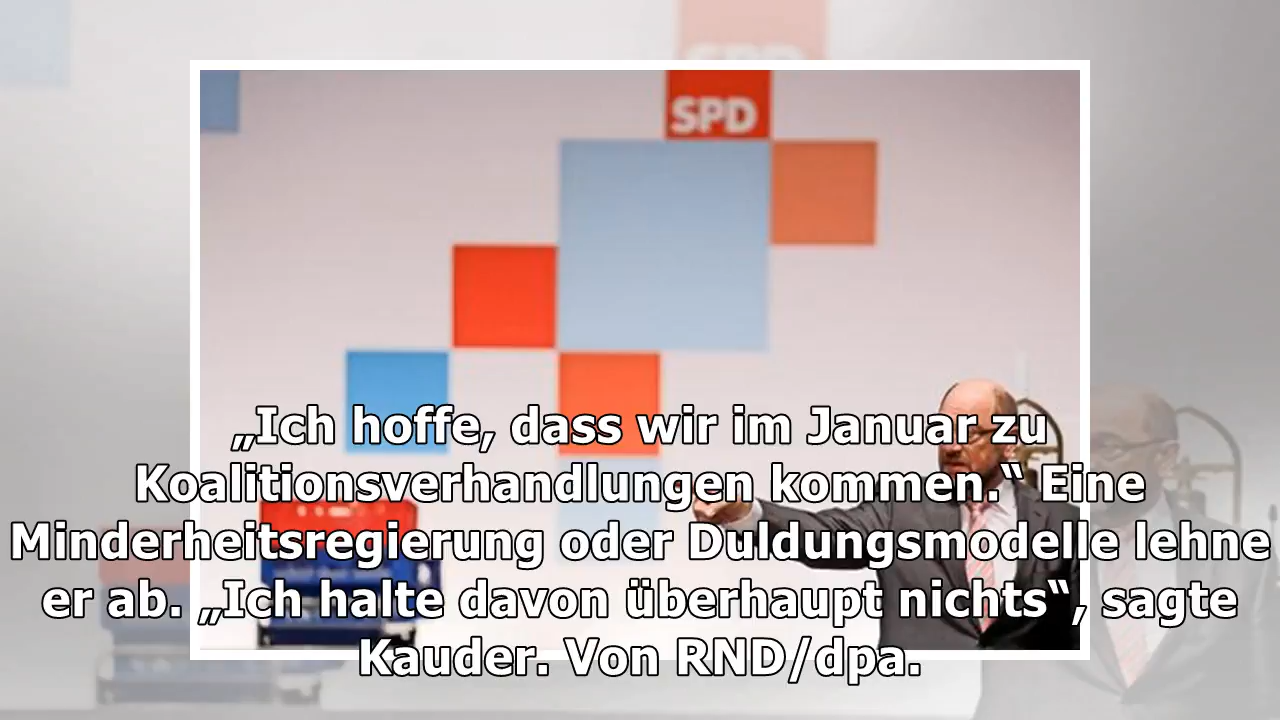 SPD
„Ich hoffe, dass wir im Januar zu
Koalitionsverhandlungen kommen.“ Eine
Minderheitsregierung oder Duldungsmodelle lehne
er ab. „Ich halte davon überhaupt nichts“, sagte
Kauder. Von RND/dpa.